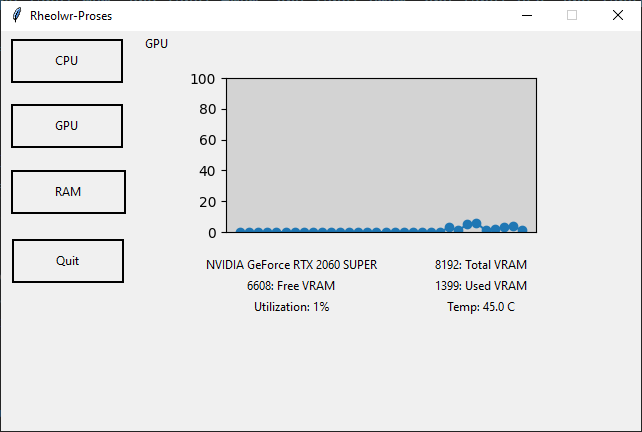 Rheolwr-Proses
CPU
GPU
RAM
Quit
GPU
100
80
60
40
20
0
NVIDIA GeForce RTX 2060 SUPER
8192: Total VRAM
6608: Free VRAM
1399: Used VRAM
Utilization: 1%
Temp: 45.0 C